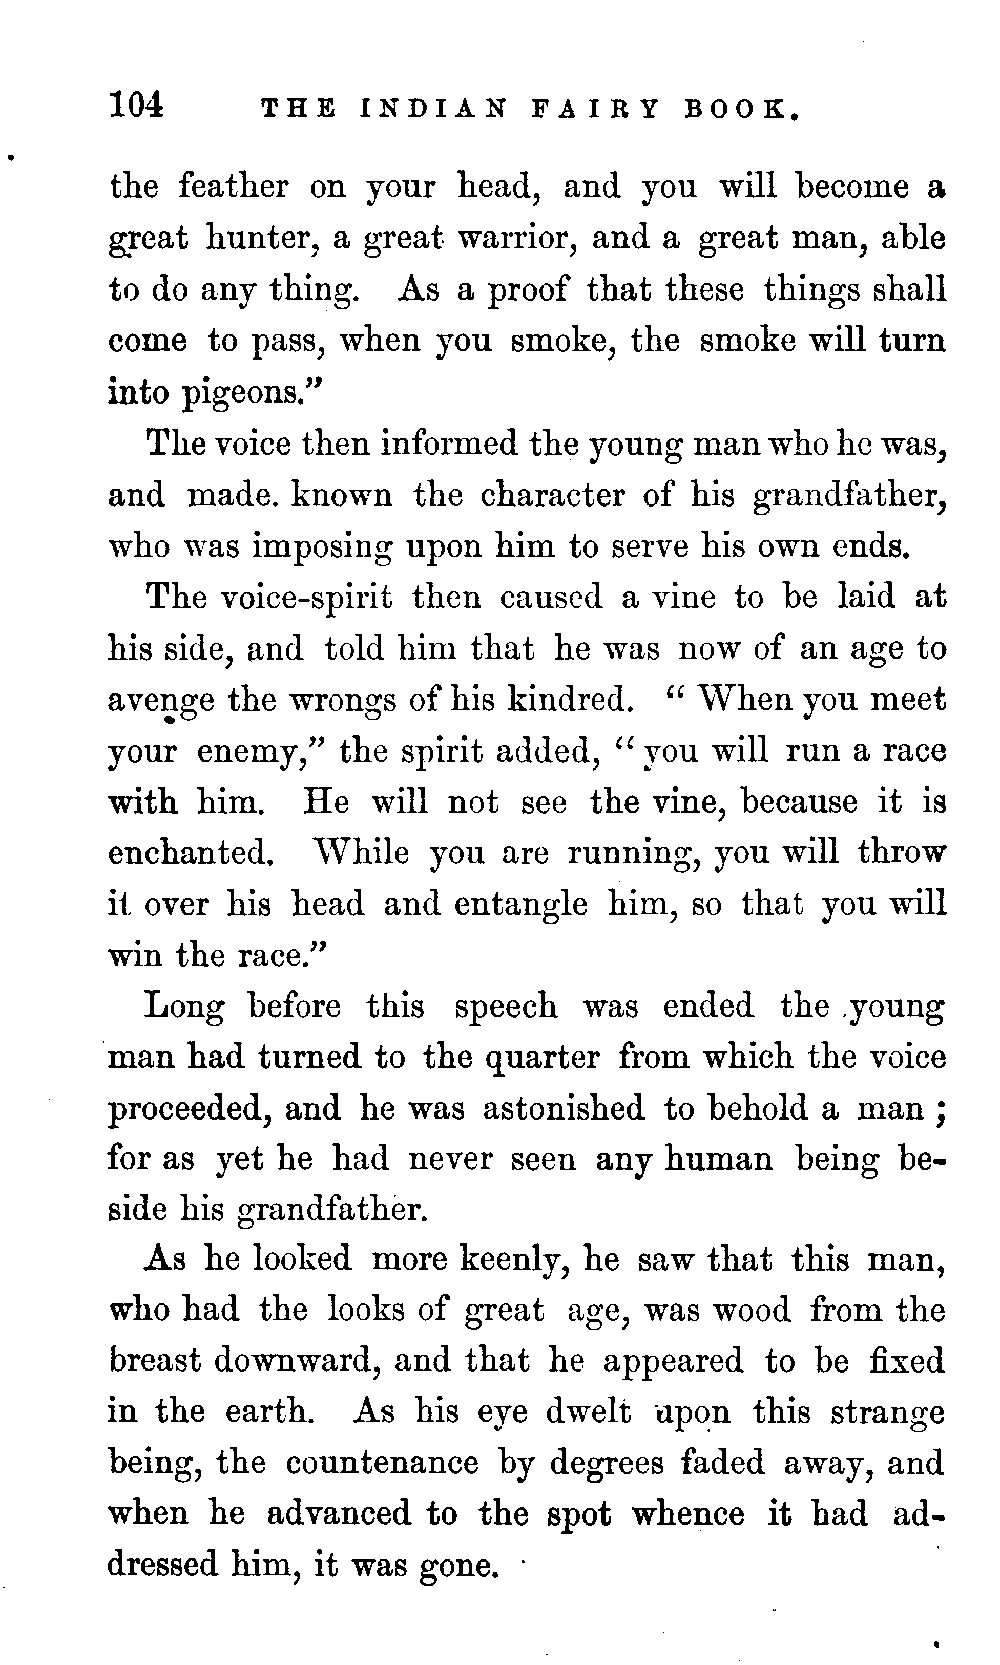 104 THE INDIAN FAIRY BOOK.
the feather on your head, and you will become a
great hunter, a great warrior, and a great man, able
to do any thing. As a proof that these things shall
come to pass, when you smoke, the smoke will turn
into pigeons.”
The voice then informed the young man who he was,
and made. known the character of his grandfather,
who was imposing upon him to serve his own ends.
The voice-spirit then caused a vine to be laid at
his side, and told him that he was now of an age to
avenge the wrongs of his kindred. “ When you meet
your enemy,” the spirit added, “ you will run a race
with him. He will not see the vine, because it is
enchanted. While you are running, you will throw
it over his head and entangle him, so that you will
win the race.”
Long before this speech was ended the young
man had turned to the quarter from which the voice
proceeded, and he was astonished to behold a man ;
for as yet he had never seen any human being be-
side his grandfather.
As he looked more keenly, he saw that this man,
who had the looks of great age, was wood from the
breast downward, and that he appeared to be fixed
in the earth. As his eye dwelt upon this strange
being, the countenance by degrees faded away, and
when he advanced to the spot whence it had ad-
dressed him, it was gone.